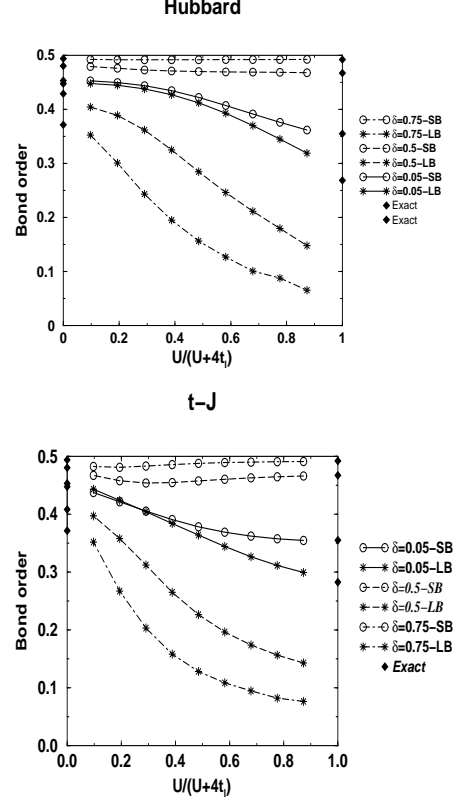 Hubbard
0.5
0.4
0.3
0.2
0.1
0
Bond order
0 0.2 0.4 0.6 0.8 1
U/(U+4tₗ)
δ=0.75−SB
δ=0.75−LB
δ=0.5−SB
δ=0.5−LB
δ=0.05−SB
δ=0.05−LB
Exact
Exact
t−J
0.5
0.4
0.3
0.2
0.1
0.0
Bond order
0.0 0.2 0.4 0.6 0.8 1.0
U/(U+4tₗ)
δ=0.05−SB
δ=0.05−LB
δ=0.5−SB
δ=0.5−LB
δ=0.75−SB
δ=0.75−LB
Exact